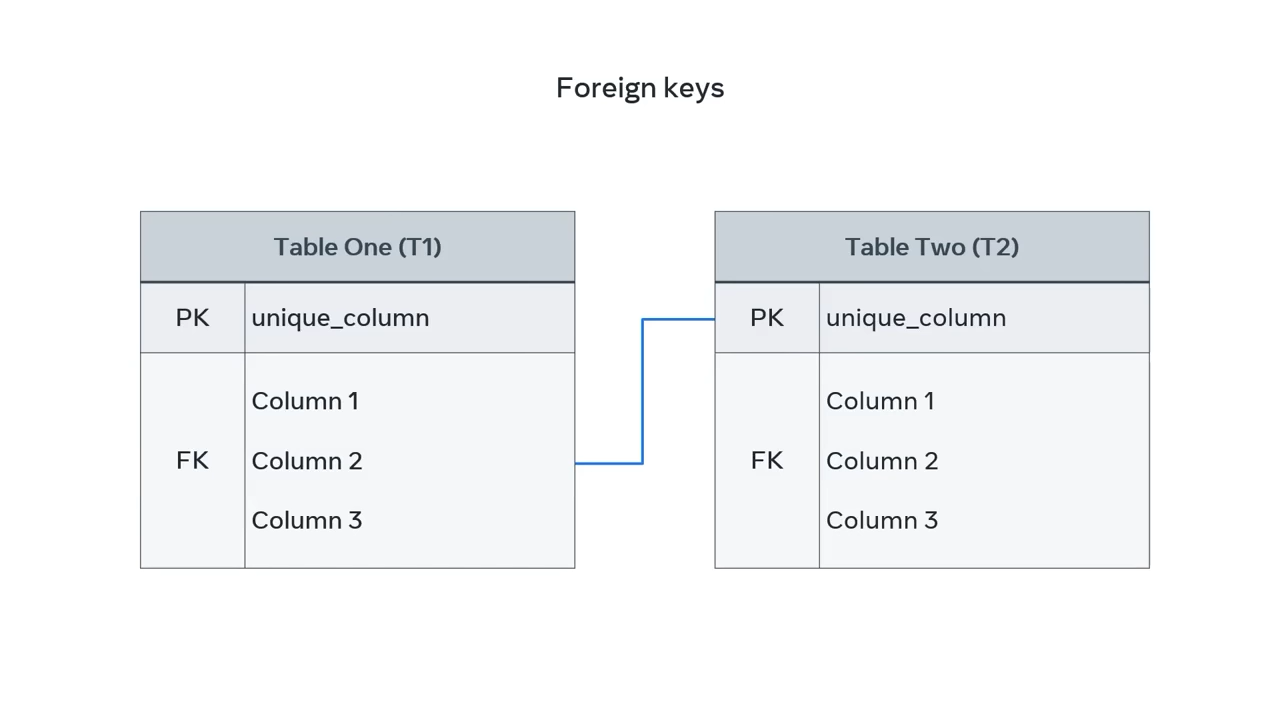 Foreign keys
Table One (T1)
PK unique_column
Column 1
FK Column 2
Column 3
Table Two (T2)
PK unique_column
Column 1
FK Column 2
Column 3